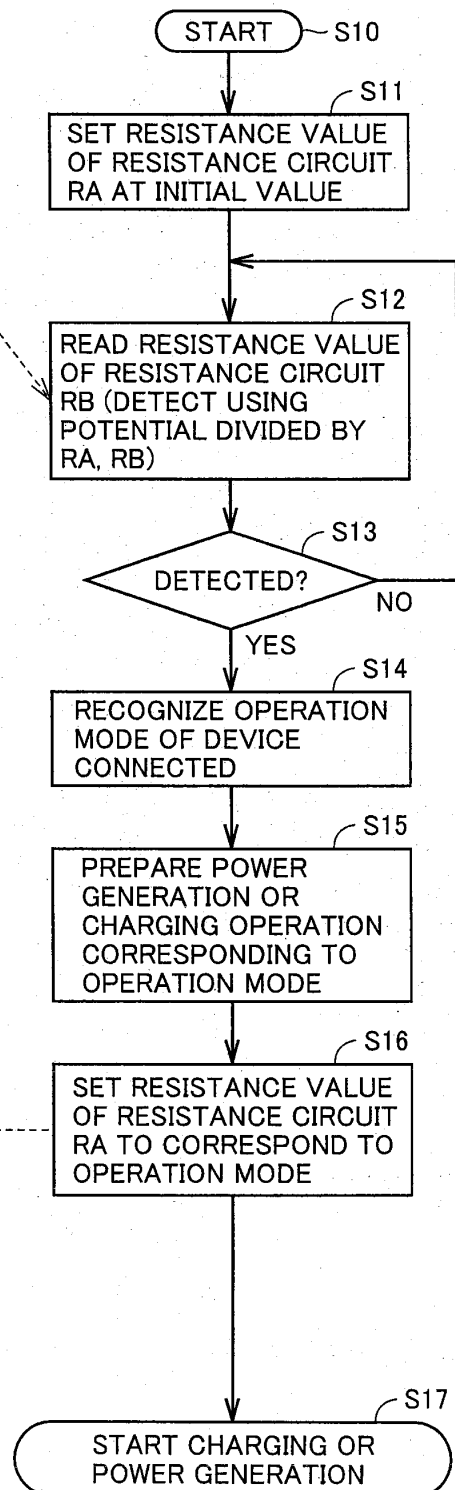 START
S10
S11
SET RESISTANCE VALUE
OF RESISTANCE CIRCUIT
RA AT INITIAL VALUE
S12
READ RESISTANCE VALUE
OF RESISTANCE CIRCUIT
RB (DETECT USING
POTENTIAL DIVIDED BY
RA, RB)
S13
DETECTED?
NO
YES
S14
RECOGNIZE OPERATION
MODE OF DEVICE
CONNECTED
S15
PREPARE POWER
GENERATION OR
CHARGING OPERATION
CORRESPONDING TO
OPERATION MODE
S16
SET RESISTANCE VALUE
OF RESISTANCE CIRCUIT
RA TO CORRESPOND TO
OPERATION MODE
S17
START CHARGING OR
POWER GENERATION